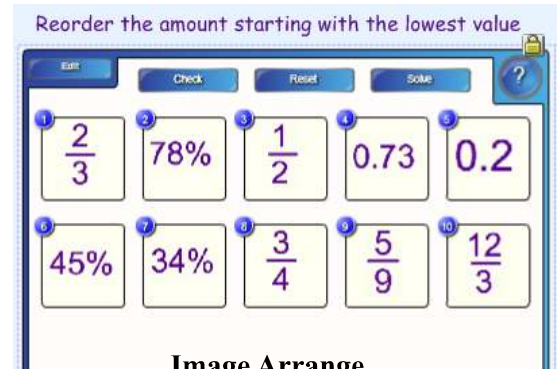 Reorder the amount starting with the lowest value
Edit
Check Reset Solve ?
1 2 3 4 5
2/3 78% 1/2 0.73 0.2
6 7 8 9 10
45% 34% 3/4 5/9 12/3
Image Arrange